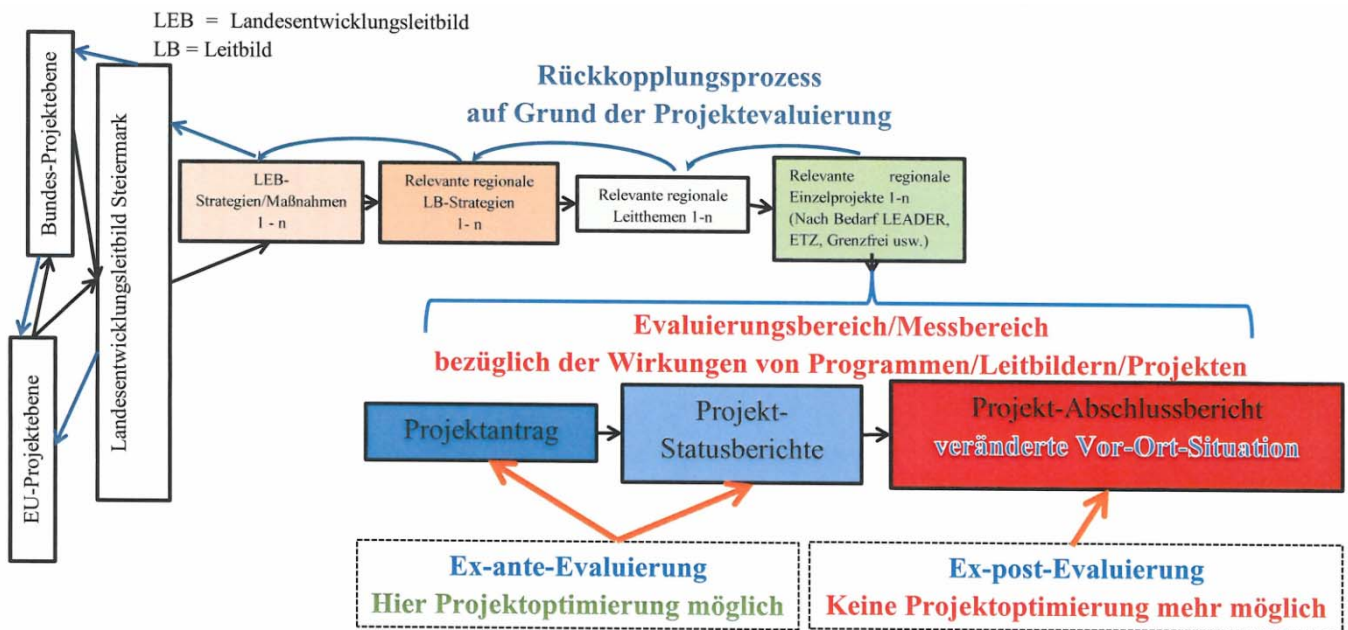 LEB = Landesentwicklungsleitbild
LB = Leitbild
Bundes-Projektebene
EU-Projektebene
Landesentwicklungsleitbild Steiermark
Rückkopplungsprozess
auf Grund der Projektevaluierung
LEB-
Strategien/Maßnahmen
1 - n
Relevante regionale
LB-Strategien
1- n
Relevante regionale
Leitthemen 1-n
Relevante regionale
Einzelprojekte 1-n
(Nach Bedarf LEADER,
ETZ, Grenzfrei usw.)
Evaluierungsbereich/Messbereich
bezüglich der Wirkungen von Programmen/Leitbildern/Projekten
Projektantrag
Projekt-
Statusberichte
Projekt-Abschlussbericht
veränderte Vor-Ort-Situation
Ex-ante-Evaluierung
Hier Projektoptimierung möglich
Ex-post-Evaluierung
Keine Projektoptimierung mehr möglich